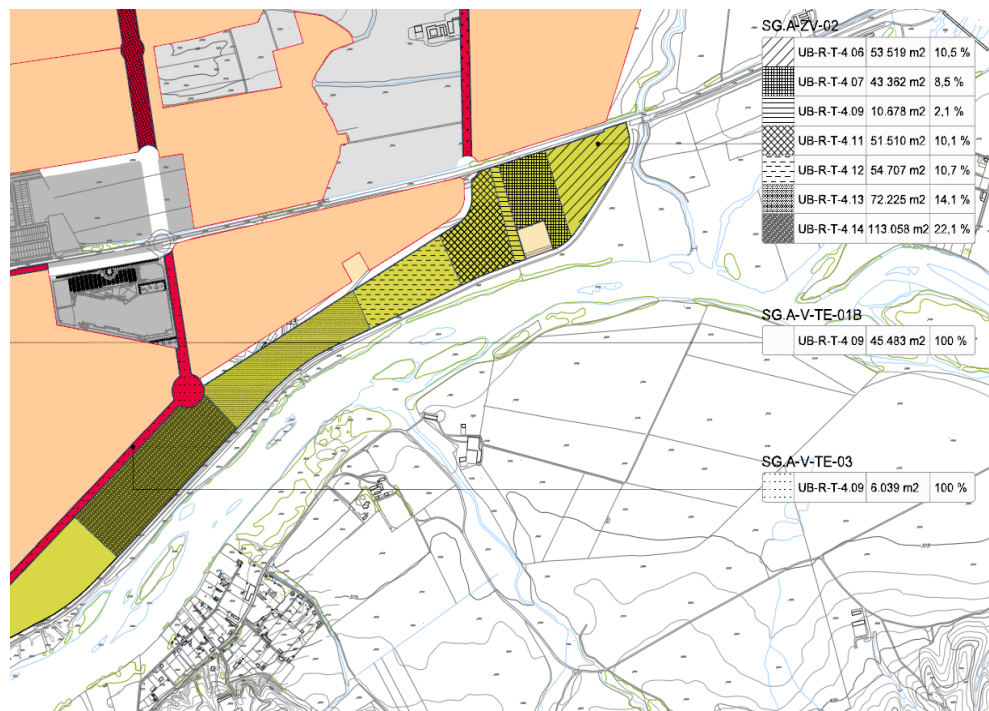 SG.A-ZV-02
UB-R-T-4.06 53 519 m2 10,5 %
UB-R-T-4.07 43 362 m2 8,5 %
UB-R-T-4.09 10.678 m2 2,1 %
UB-R-T-4.11 51 510 m2 10,1 %
UB-R-T-4.12 54 707 m2 10,7 %
UB-R-T-4.13 72.225 m2 14,1 %
UB-R-T-4.14 113 058 m2 22,1 %
SG.A-V-TE-01B
UB-R-T-4.09 45 483 m2 100 %
SG.A-V-TE-03
UB-R-T-4.09 6.039 m2 100 %